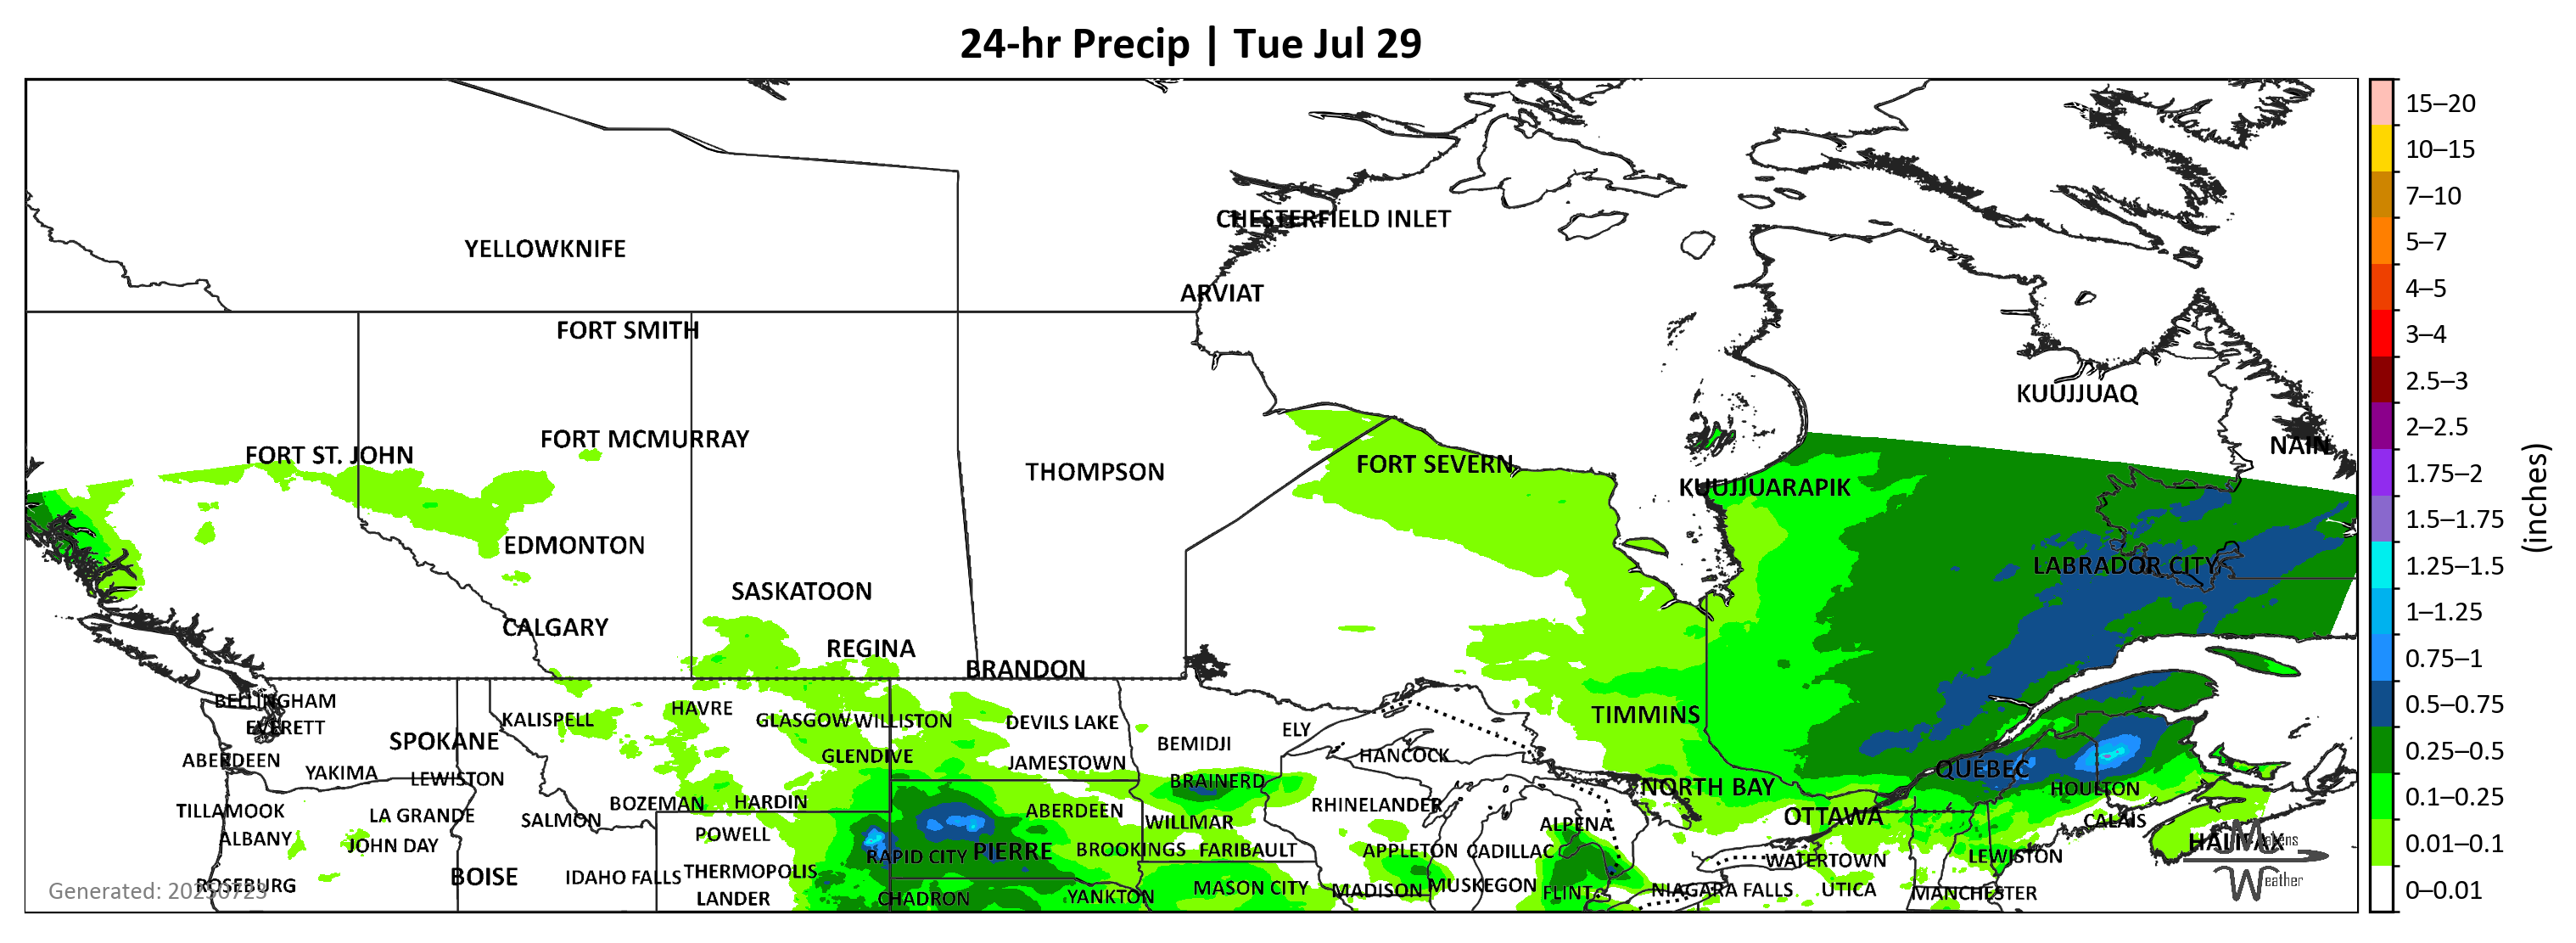 24-hr Precip | Tue Jul 29
15–20
10–15
7–10
5–7
4–5
3–4
2.5–3
2–2.5
1.75–2
1.5–1.75
1.25–1.5
1–1.25
0.75–1
0.5–0.75
0.25–0.5
0.1–0.25
0.01–0.1
0–0.01
(inches)
CHESTERFIELD INLET
YELLOWKNIFE
ARVIAT
FORT SMITH
KUUJJUAQ
FORT MCMURRAY
NAIN
FORT ST. JOHN
FORT SEVERN
THOMPSON
KUUJJUARAPIK
EDMONTON
LABRADOR CITY
SASKATOON
CALGARY
REGINA
BRANDON
BELLINGHAM
HAVRE
TIMMINS
KALISPELL
GLASGOW
WILLISTON
DEVILS LAKE
EVERETT
ELY
SPOKANE
BEMIDJI
GLENDIVE
HANCOCK
ABERDEEN
JAMESTOWN
QUÉBEC
YAKIMA
LEWISTON
BRAINERD
NORTH BAY
HOULTON
BOZEMAN
HARDIN
RHINELANDER
TILLAMOOK
LA GRANDE
SALMON
ABERDEEN
WILLMAR
OTTAWA
CALAIS
ALPENA
ALBANY
JOHN DAY
POWELL
HALIFAX
RAPID CITY
PIERRE
BROOKINGS
FARIBAULT
APPLETON
CADILLAC
WATERTOWN
LEWISTON
BOISE
IDAHO FALLS
THERMOPOLIS
ROSEBURG
MASON CITY
MADISON
MUSKEGON
FLINT
NIAGARA FALLS
UTICA
MANCHESTER
LANDER
CHADRON
YANKTON
Generated: 20250723
Matens
Weather